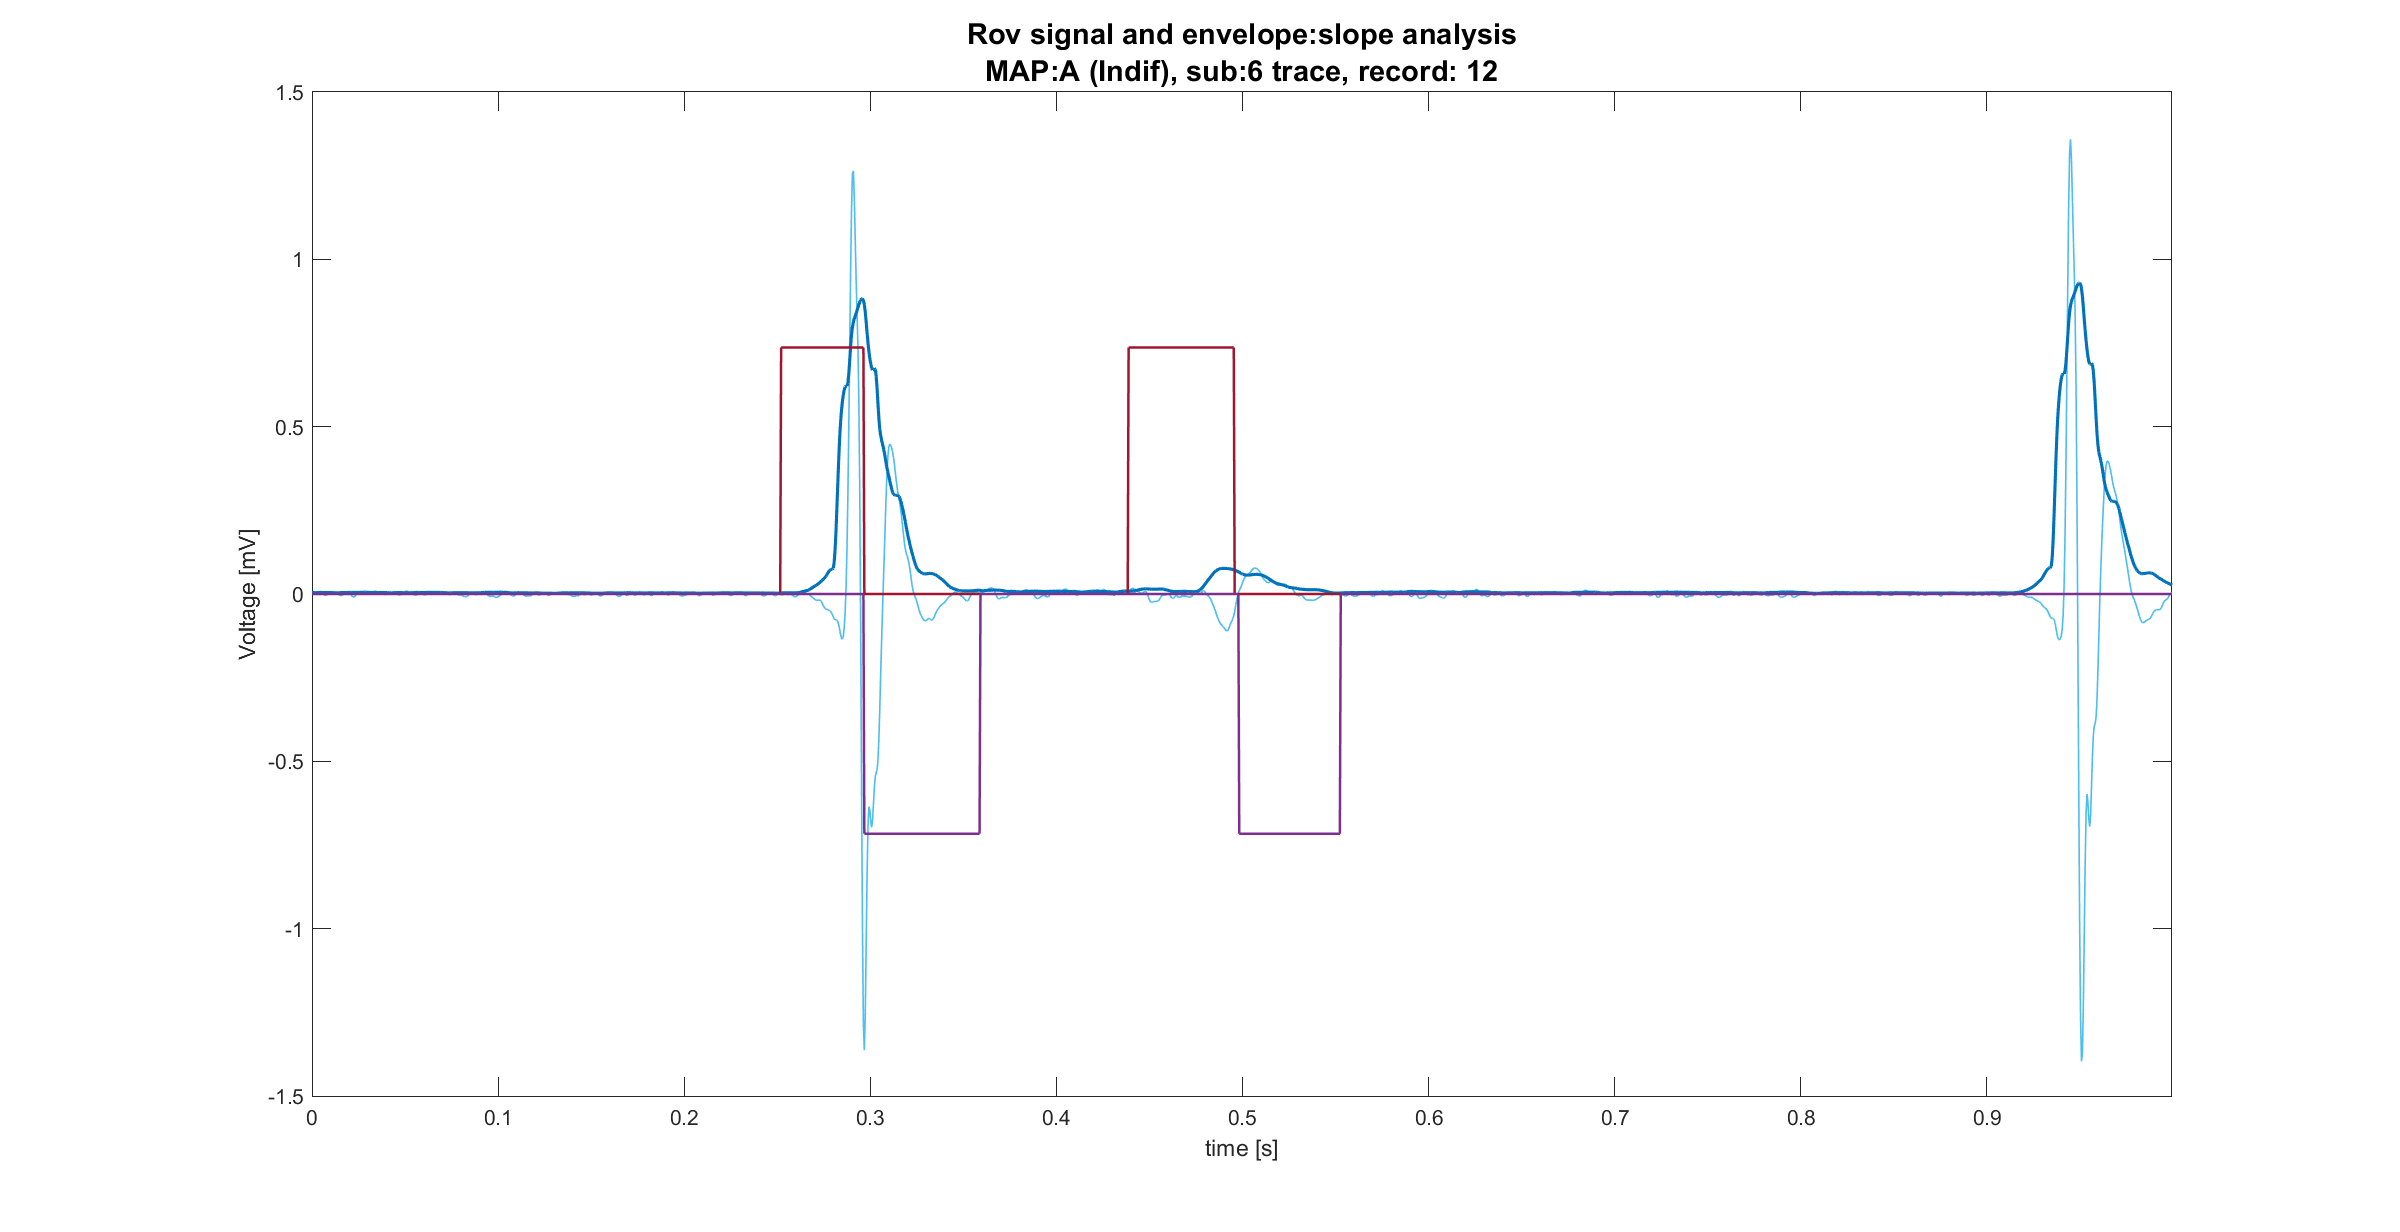 Rov signal and envelope:slope analysis
MAP:A (Indif), sub:6 trace, record: 12
1.5
1
0.5
0
-0.5
-1
-1.5
Voltage [mV]
0 0.1 0.2 0.3 0.4 0.5 0.6 0.7 0.8 0.9
time [s]